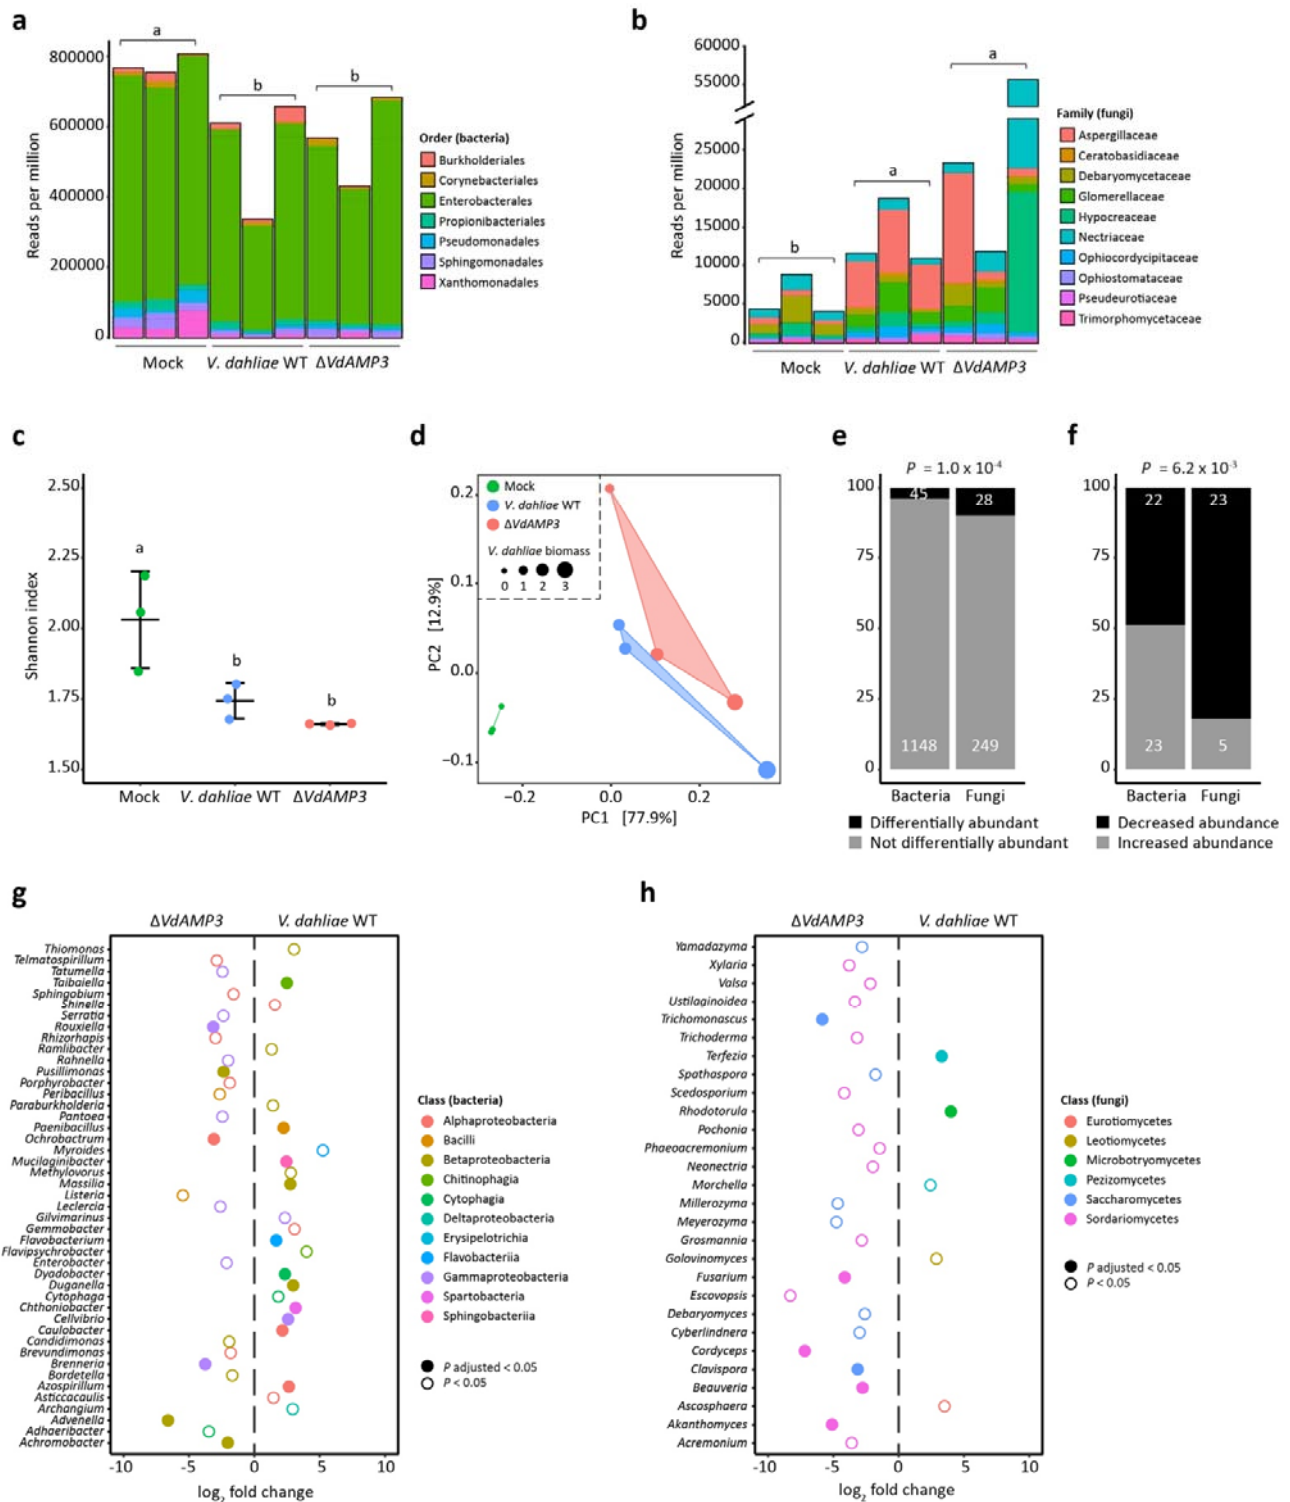 a
800000
600000
400000
200000
0
Reads per million
a
b
b
Mock
V. dahliae WT
ΔVdAMP3
Order (bacteria)
Burkholderiales
Corynebacteriales
Enterobacterales
Propionibacteriales
Pseudomonadales
Sphingomonadales
Xanthomonadales
b
60000
55000
25000
20000
15000
10000
5000
0
Reads per million
b
a
a
Mock
V. dahliae WT
ΔVdAMP3
Family (fungi)
Aspergillaceae
Ceratobasidiaceae
Debaryomycetaceae
Glomerellaceae
Hypocreaceae
Nectriaceae
Ophiocordycipitaceae
Ophiostomataceae
Pseudeurotiaceae
Trimorphomycetaceae
c
2.50
2.25
2.00
1.75
1.50
Shannon index
a
b
b
Mock
V. dahliae WT
ΔVdAMP3
d
0.2
0.1
0.0
−0.1
PC2 [12.9%]
Mock
V. dahliae WT
ΔVdAMP3
V. dahliae biomass
0 1 2 3
−0.2 0.0 0.2
PC1 [77.9%]
e
P = 1.0 x 10-4
100
75
50
25
0
45
28
1148
249
Bacteria Fungi
Differentially abundant
Not differentially abundant
f
P = 6.2 x 10-3
100
75
50
25
0
22
23
23
5
Bacteria Fungi
Decreased abundance
Increased abundance
g
ΔVdAMP3
V. dahliae WT
Thiomonas
Telmatospirillum
Tatumella
Taibaiella
Sphingobium
Shinella
Serratia
Rouxiella
Rhizorhapis
Ramlibacter
Rahnella
Pusillimonas
Porphyrobacter
Peribacillus
Paraburkholderia
Pantoea
Paenibacillus
Ochrobactrum
Myroides
Mucilaginibacter
Methylovorus
Massilia
Listeria
Leclercia
Gilvimarinus
Gemmobacter
Flavobacterium
Flavipsychrobacter
Enterobacter
Dyadobacter
Duganella
Cytophaga
Chthoniobacter
Cellvibrio
Caulobacter
Candidimonas
Brevundimonas
Brenneria
Bordetella
Azospirillum
Asticcacaulis
Archangium
Advenella
Adhaeribacter
Achromobacter
-10 -5 0 5 10
log2 fold change
Class (bacteria)
Alphaproteobacteria
Bacilli
Betaproteobacteria
Chitinophagia
Cytophagia
Deltaproteobacteria
Erysipelotrichia
Flavobacteriia
Gammaproteobacteria
Spartobacteria
Sphingobacteriia
P adjusted < 0.05
P < 0.05
h
ΔVdAMP3
V. dahliae WT
Yamadazyma
Xylaria
Valsa
Ustilaginoidea
Trichomonascus
Trichoderma
Terfezia
Spathaspora
Scedosporium
Rhodotorula
Pochonia
Phaeoacremonium
Neonectria
Morchella
Millerozyma
Meyerozyma
Grosmannia
Golovinomyces
Fusarium
Escovopsis
Debaryomyces
Cyberlindnera
Cordyceps
Clavispora
Beauveria
Ascosphaera
Akanthomyces
Acremonium
-10 -5 0 5 10
log2 fold change
Class (fungi)
Eurotiomycetes
Leotiomycetes
Microbotryomycetes
Pezizomycetes
Saccharomycetes
Sordariomycetes
P adjusted < 0.05
P < 0.05